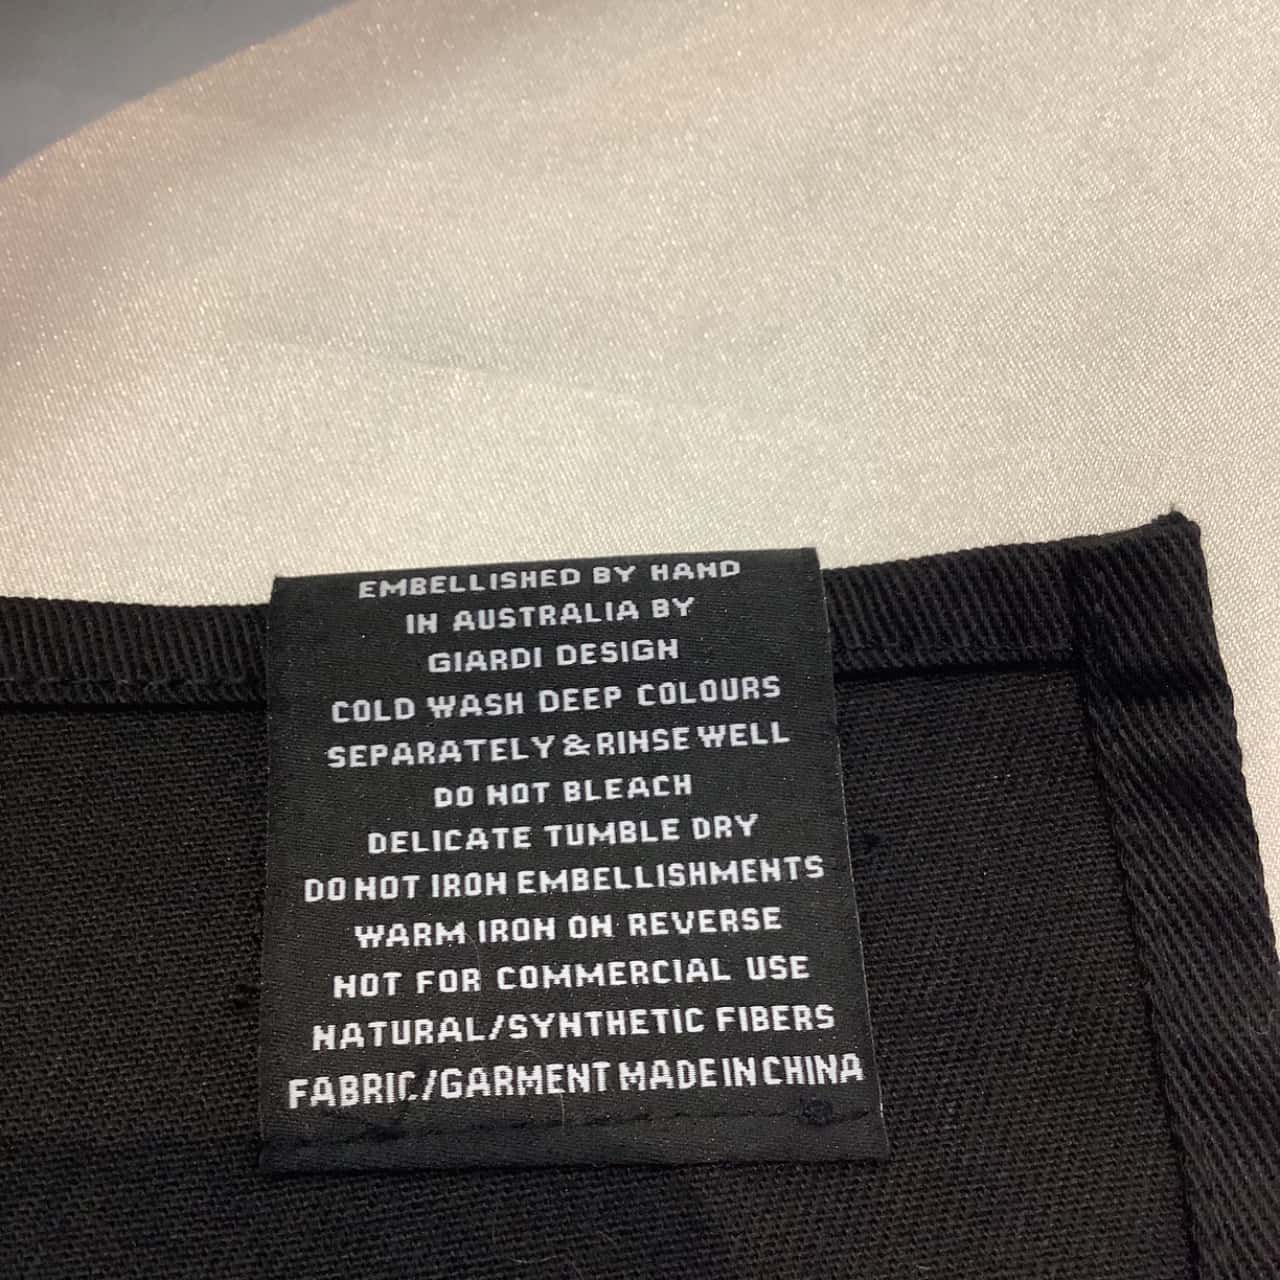 EMBELLISHED BY HAND
IN AUSTRALIA BY
GIARDI DESIGN
COLD WASH DEEP COLOURS
SEPARATELY & RINSE WELL
DO NOT BLEACH
DELICATE TUMBLE DRY
DO NOT IRON EMBELLISHMENTS
WARM IRON ON REVERSE
NOT FOR COMMERCIAL USE
NATURAL/SYNTHETIC FIBERS
FABRIC/GARMENT MADE IN CHINA